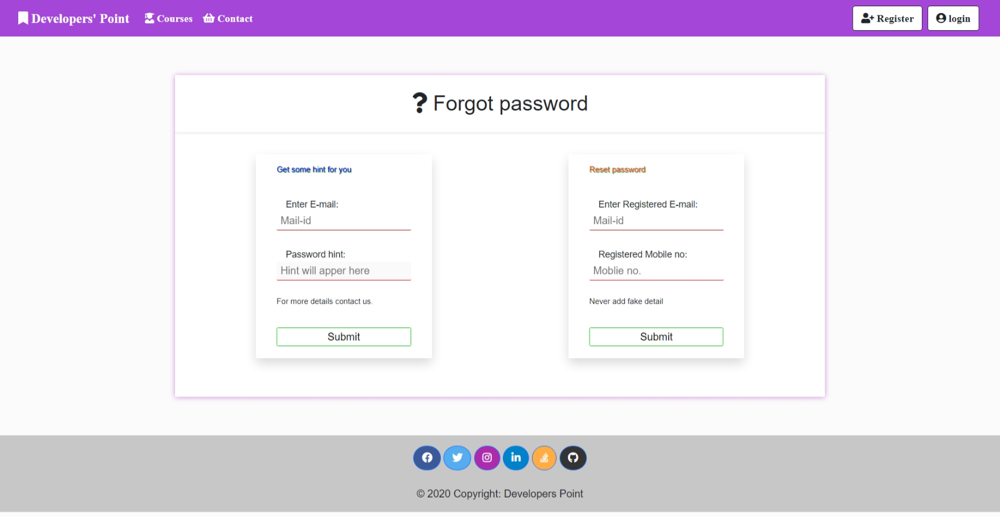 Developers' Point Courses Contact Register login
Forgot password
Get some hint for you
Enter E-mail:
Mail-id
Password hint:
Hint will apper here
For more details contact us.
Submit
Reset password
Enter Registered E-mail:
Mail-id
Registered Mobile no:
Moblie no.
Never add fake detail
Submit
© 2020 Copyright: Developers Point